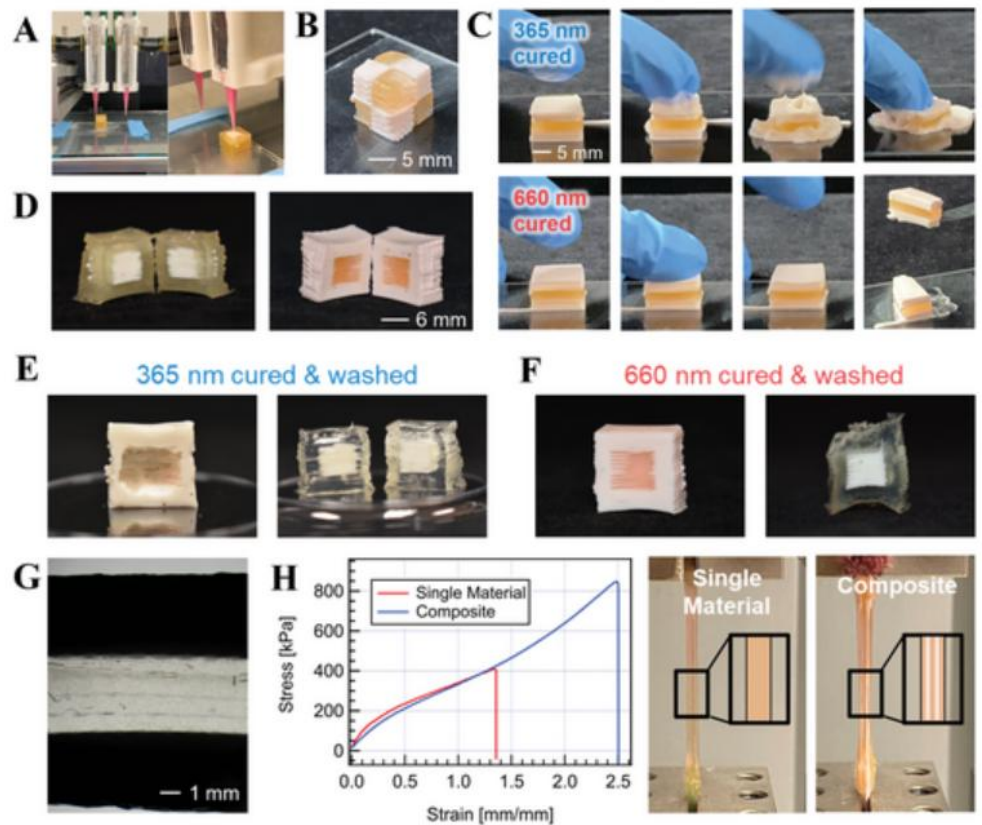 A
B
5 mm
C
365 nm
cured
5 mm
660 nm
cured
D
6 mm
E
365 nm cured & washed
F
660 nm cured & washed
G
1 mm
H
Stress [kPa]
800
600
400
200
0
Single Material
Composite
0.0
0.5
1.0
1.5
2.0
2.5
Strain [mm/mm]
Single
Material
Composite